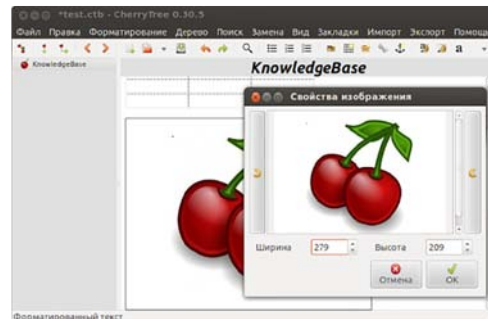 *test.ctb - CherryTree 0.30.5
Файл Правка Форматирование Дерево Поиск Замена Вид Закладки Импорт Экспорт Помощь
KnowledgeBase
KnowledgeBase
Свойства изображения
Ширина 279 Высота 209
Отмена OK
Форматированный текст